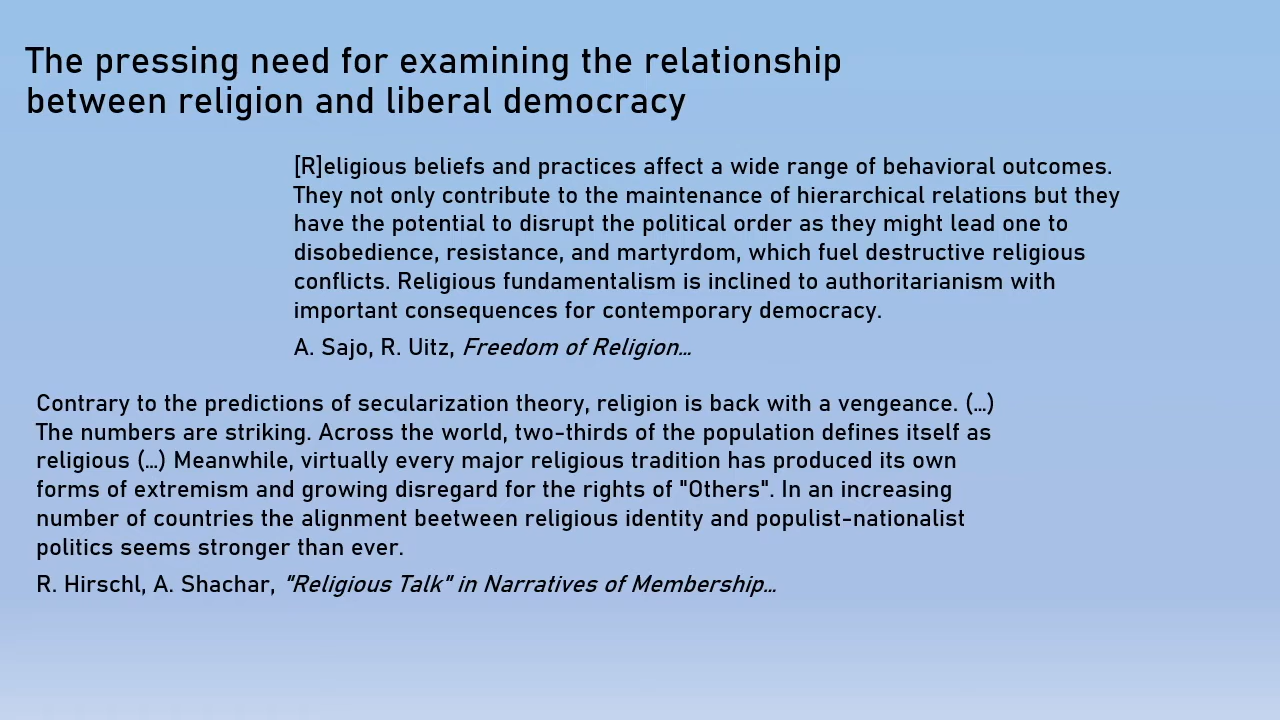 The pressing need for examining the relationship
between religion and liberal democracy
[R]eligious beliefs and practices affect a wide range of behavioral outcomes.
They not only contribute to the maintenance of hierarchical relations but they
have the potential to disrupt the political order as they might lead one to
disobedience, resistance, and martyrdom, which fuel destructive religious
conflicts. Religious fundamentalism is inclined to authoritarianism with
important consequences for contemporary democracy.
A. Sajo, R. Uitz, Freedom of Religion...
Contrary to the predictions of secularization theory, religion is back with a vengeance. (...)
The numbers are striking. Across the world, two-thirds of the population defines itself as
religious (...) Meanwhile, virtually every major religious tradition has produced its own
forms of extremism and growing disregard for the rights of "Others". In an increasing
number of countries the alignment beetween religious identity and populist-nationalist
politics seems stronger than ever.
R. Hirschl, A. Shachar, "Religious Talk" in Narratives of Membership...